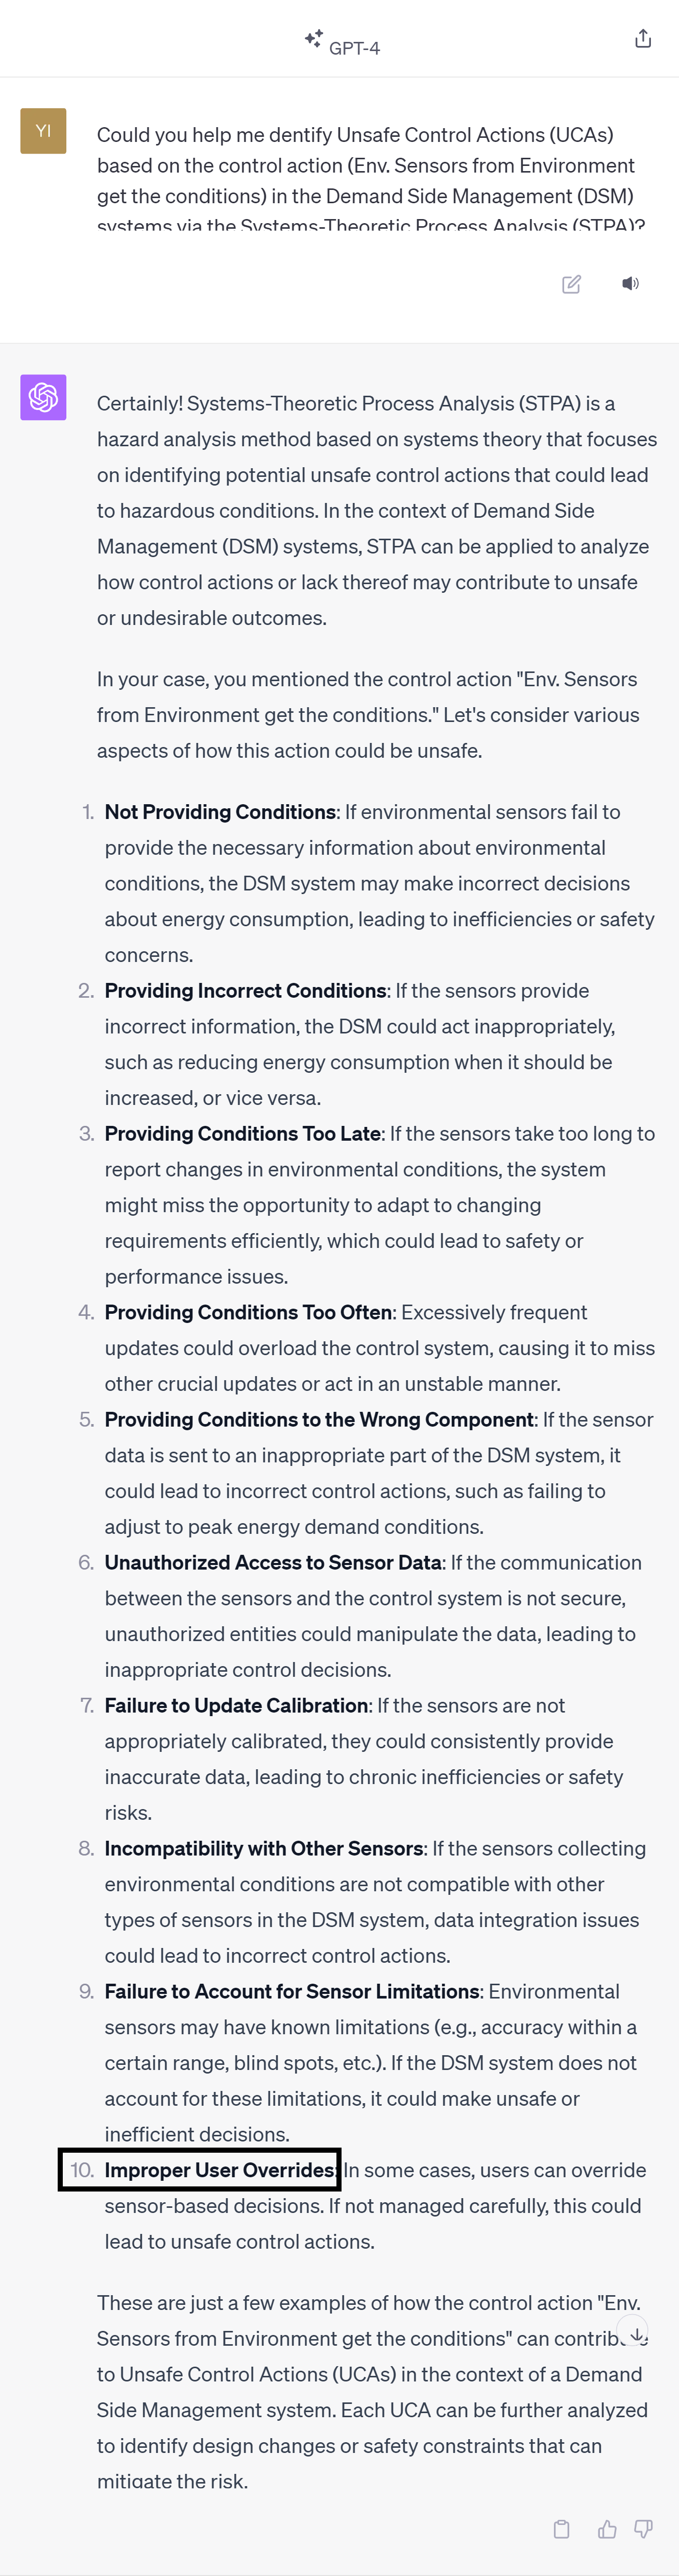 GPT-4
YI
Could you help me dentify Unsafe Control Actions (UCAs)
based on the control action (Env. Sensors from Environment
get the conditions) in the Demand Side Management (DSM)
systems via the Systems-Theoretic Process Analysis (STPA)?
Certainly! Systems-Theoretic Process Analysis (STPA) is a
hazard analysis method based on systems theory that focuses
on identifying potential unsafe control actions that could lead
to hazardous conditions. In the context of Demand Side
Management (DSM) systems, STPA can be applied to analyze
how control actions or lack thereof may contribute to unsafe
or undesirable outcomes.
In your case, you mentioned the control action "Env. Sensors
from Environment get the conditions." Let's consider various
aspects of how this action could be unsafe.
1. Not Providing Conditions: If environmental sensors fail to
provide the necessary information about environmental
conditions, the DSM system may make incorrect decisions
about energy consumption, leading to inefficiencies or safety
concerns.
2. Providing Incorrect Conditions: If the sensors provide
incorrect information, the DSM could act inappropriately,
such as reducing energy consumption when it should be
increased, or vice versa.
3. Providing Conditions Too Late: If the sensors take too long to
report changes in environmental conditions, the system
might miss the opportunity to adapt to changing
requirements efficiently, which could lead to safety or
performance issues.
4. Providing Conditions Too Often: Excessively frequent
updates could overload the control system, causing it to miss
other crucial updates or act in an unstable manner.
5. Providing Conditions to the Wrong Component: If the sensor
data is sent to an inappropriate part of the DSM system, it
could lead to incorrect control actions, such as failing to
adjust to peak energy demand conditions.
6. Unauthorized Access to Sensor Data: If the communication
between the sensors and the control system is not secure,
unauthorized entities could manipulate the data, leading to
inappropriate control decisions.
7. Failure to Update Calibration: If the sensors are not
appropriately calibrated, they could consistently provide
inaccurate data, leading to chronic inefficiencies or safety
risks.
8. Incompatibility with Other Sensors: If the sensors collecting
environmental conditions are not compatible with other
types of sensors in the DSM system, data integration issues
could lead to incorrect control actions.
9. Failure to Account for Sensor Limitations: Environmental
sensors may have known limitations (e.g., accuracy within a
certain range, blind spots, etc.). If the DSM system does not
account for these limitations, it could make unsafe or
inefficient decisions.
10. Improper User Overrides: In some cases, users can override
sensor-based decisions. If not managed carefully, this could
lead to unsafe control actions.
These are just a few examples of how the control action "Env.
Sensors from Environment get the conditions" can contribute
to Unsafe Control Actions (UCAs) in the context of a Demand
Side Management system. Each UCA can be further analyzed
to identify design changes or safety constraints that can
mitigate the risk.